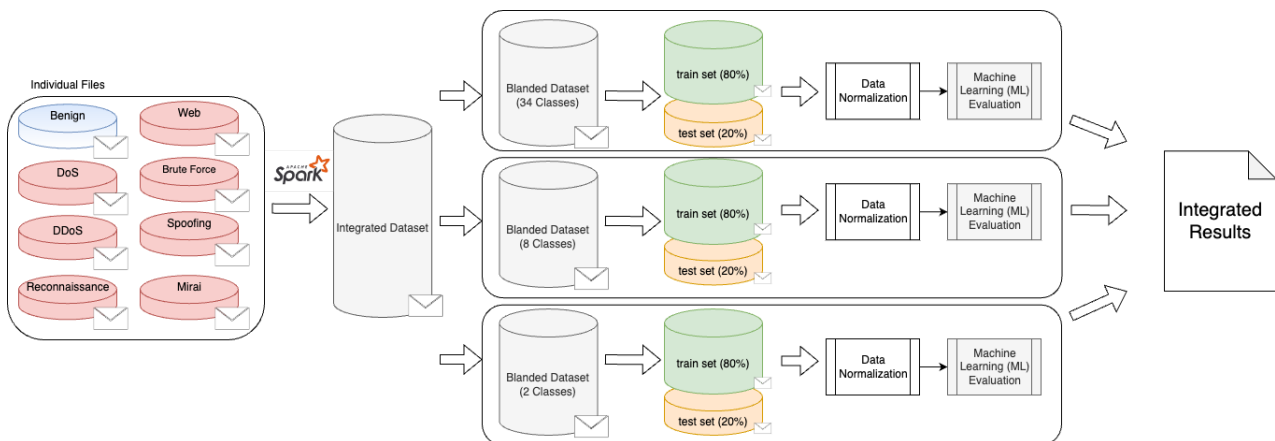 Individual Files
Benign
Web
DoS
Brute Force
DDoS
Spoofing
Reconnaissance
Mirai
APACHE
Spark
Integrated Dataset
Blanded Dataset
(34 Classes)
train set (80%)
test set (20%)
Data
Normalization
Machine
Learning (ML)
Evaluation
Blanded Dataset
(8 Classes)
train set (80%)
test set (20%)
Data
Normalization
Machine
Learning (ML)
Evaluation
Blanded Dataset
(2 Classes)
train set (80%)
test set (20%)
Data
Normalization
Machine
Learning (ML)
Evaluation
Integrated
Results